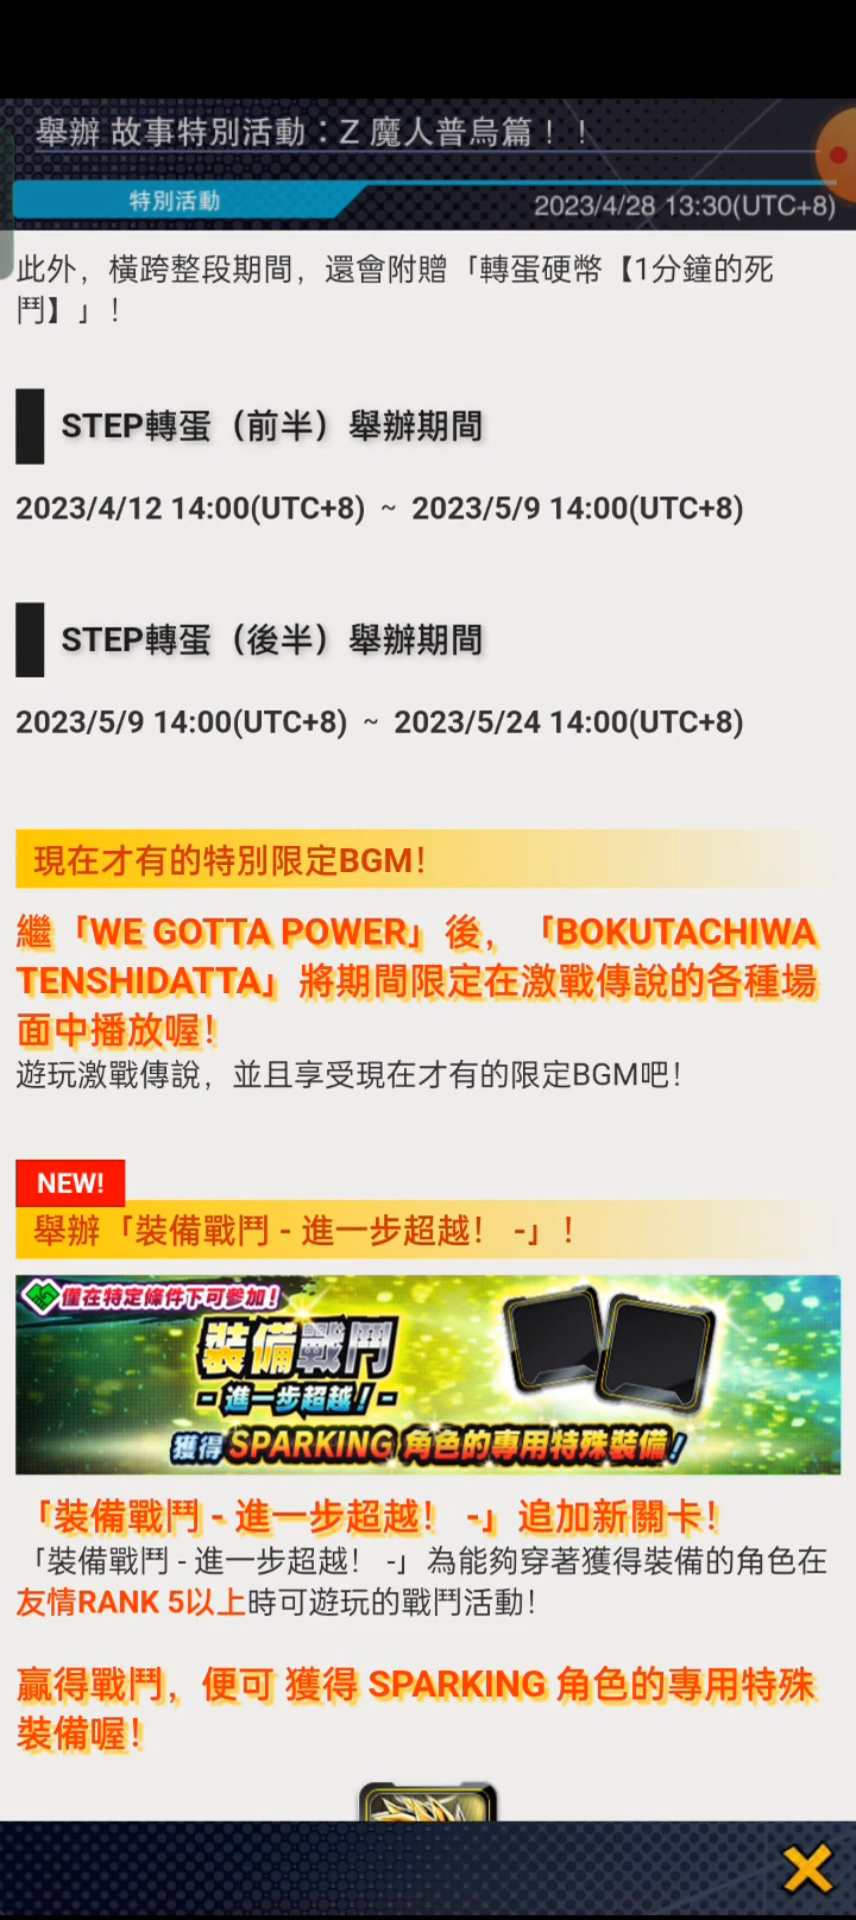 舉辦 故事特別活動：Z 魔人普烏篇！！
特別活動
2023/4/28 13:30(UTC+8)
此外，橫跨整段期間，還會附贈「轉蛋硬幣【1分鐘的死
鬥】」！
STEP轉蛋（前半）舉辦期間
2023/4/12 14:00(UTC+8) ~ 2023/5/9 14:00(UTC+8)
STEP轉蛋（後半）舉辦期間
2023/5/9 14:00(UTC+8) ~ 2023/5/24 14:00(UTC+8)
現在才有的特別限定BGM！
繼「WE GOTTA POWER」後，「BOKUTACHIWA
TENSHIDATTA」將期間限定在激戰傳說的各種場
面中播放喔！
遊玩激戰傳說，並且享受現在才有的限定BGM吧！
NEW!
舉辦「裝備戰鬥 - 進一步超越！ -」！
僅在特定條件下可參加！
裝備戰鬥
- 進一步超越！-
獲得 SPARKING 角色的專用特殊裝備！
「裝備戰鬥 - 進一步超越！ -」追加新關卡！
「裝備戰鬥 - 進一步超越！ -」為能夠穿著獲得裝備的角色在
友情RANK 5以上時可遊玩的戰鬥活動！
贏得戰鬥，便可 獲得 SPARKING 角色的專用特殊
裝備喔！